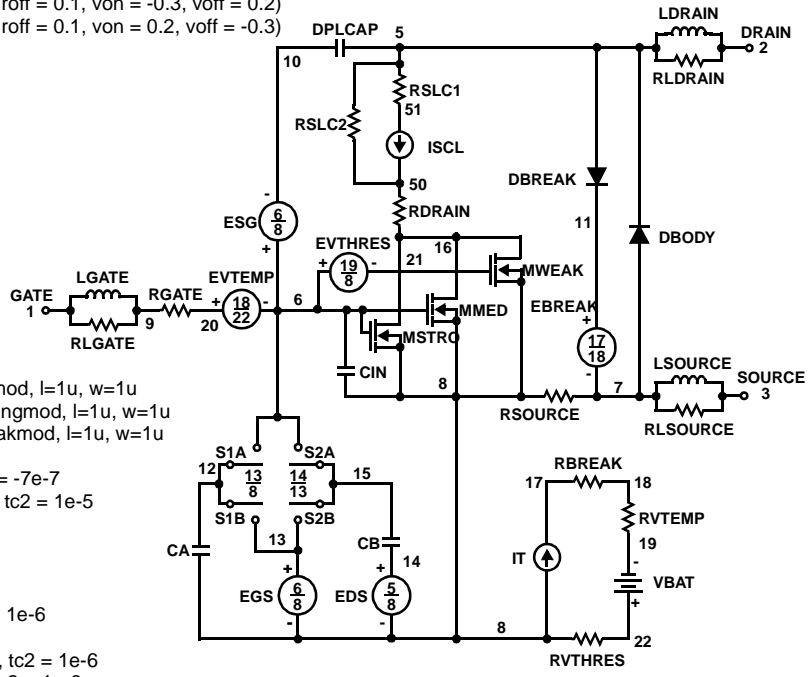 roff = 0.1, von = -0.3, voff = 0.2)
roff = 0.1, von = 0.2, voff = -0.3)
DPLCAP
5
10
RSLC1
51
RSLC2
ISCL
50
RDRAIN
LDRAIN
DRAIN
2
RLDRAIN
DBREAK
11
DBODY
-
ESG
6
8
+
EVTHRES
+
19
8
-
16
21
MWEAK
MMED
MSTRO
EBREAK
+
17
18
-
LGATE
GATE
1
RLGATE
9
RGATE
20
EVTEMP
+
18
22
-
6
CIN
8
RSOURCE
7
LSOURCE
SOURCE
3
RLSOURCE
mod, l=1u, w=1u
ngmod, l=1u, w=1u
akmod, l=1u, w=1u
= -7e-7
tc2 = 1e-5
1e-6
, tc2 = 1e-6
S1A
S2A
12
13
8
14
13
15
S1B
S2B
CA
13
CB
14
+
EGS
6
8
-
+
EDS
5
8
-
8
RBREAK
17
18
RVTEMP
19
IT
-
VBAT
+
22
RVTHRES